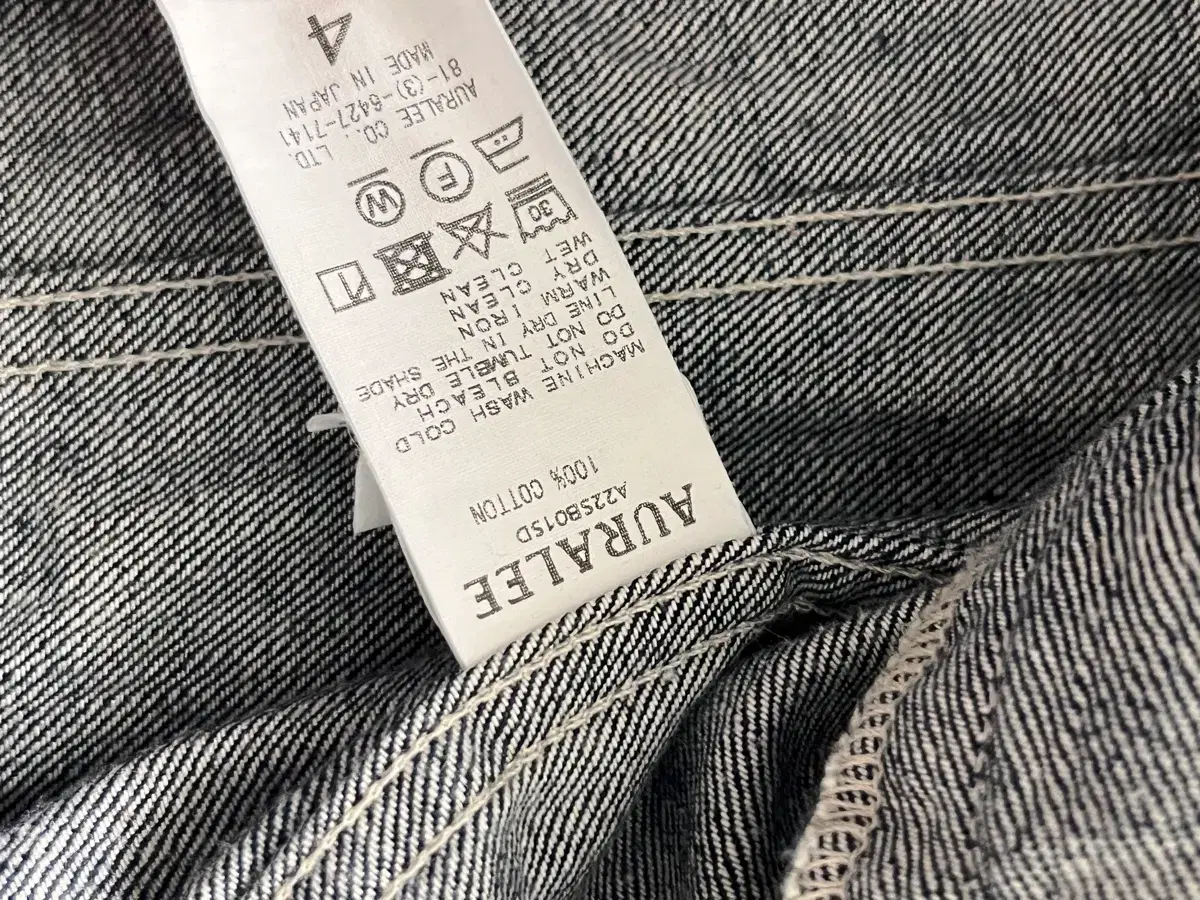 AURALEE
A22SB01SD
100% COTTON
MACHINE WASH COLD
DO NOT BLEACH
DO NOT TUMBLE DRY
LINE DRY IN THE SHADE
WARM IRON
DRY CLEAN
WET CLEAN
30
F
W
AURALEE CO. LTD.
81-(3)-6427-7141
MADE IN JAPAN
4